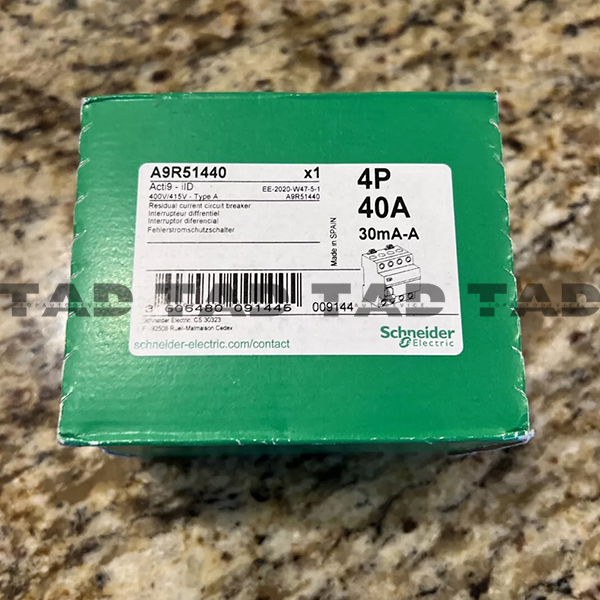 A9R51440 x1
Acti9 - iID EE-2020-W47-5-1
400V/415V - Type A A9R51440
Residual current circuit breaker
Interrupteur différentiel
Interruptor diferencial
Fehlerstromschutzschalter
Made in SPAIN
4P
40A
30mA-A
TAD TAD TAD TAD
3 606480 091445 009144
Schneider Electric, CS 30323
F-92506 Rueil-Malmaison Cedex
schneider-electric.com/contact
Schneider
Electric